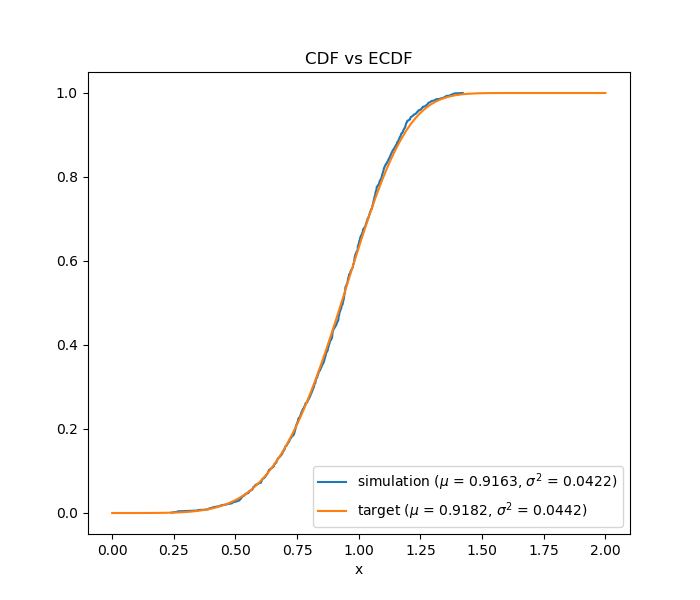 CDF vs ECDF
1.0
0.8
0.6
0.4
0.2
0.0
simulation (μ = 0.9163, σ² = 0.0422)
target (μ = 0.9182, σ² = 0.0442)
0.00 0.25 0.50 0.75 1.00 1.25 1.50 1.75 2.00
x